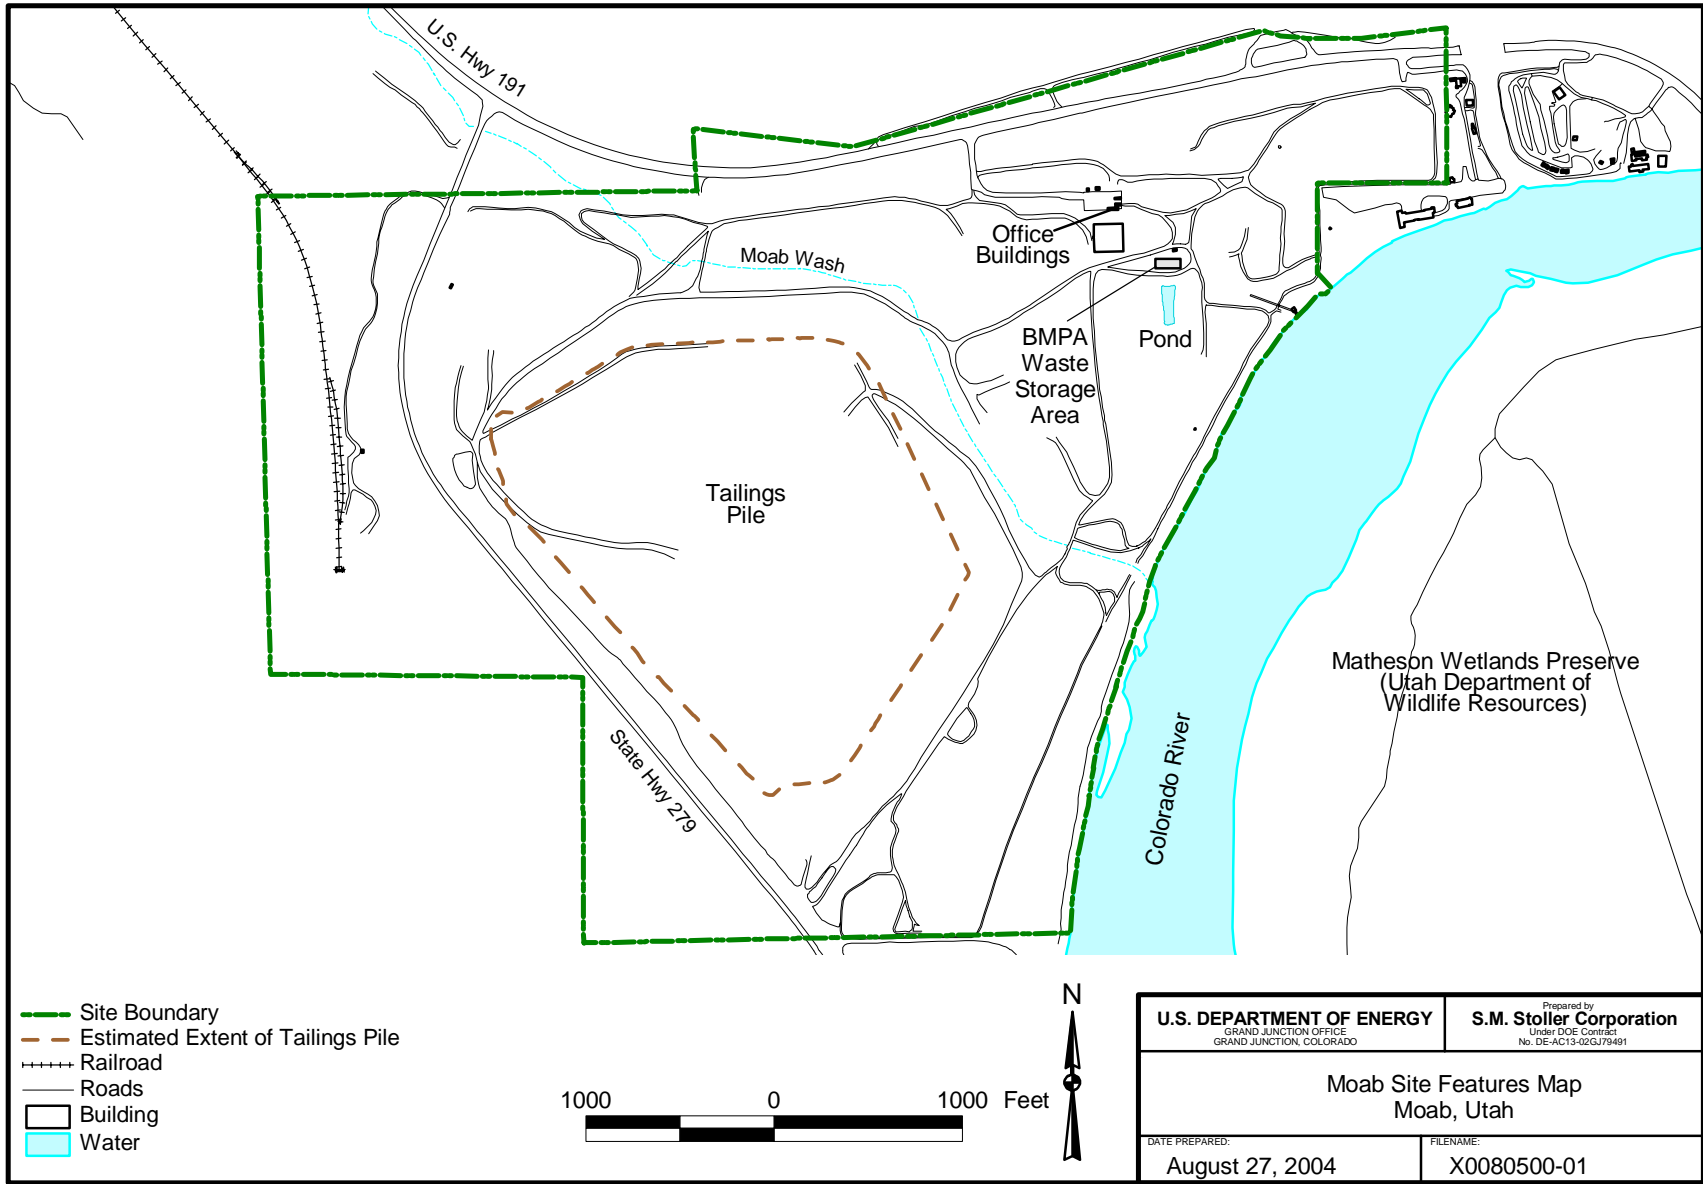 U.S. Hwy 191
Moab Wash
Office
Buildings
BMPA
Waste
Storage
Area
Pond
Tailings
Pile
State Hwy 279
Colorado River
Matheson Wetlands Preserve
(Utah Department of
Wildlife Resources)
Site Boundary
Estimated Extent of Tailings Pile
Railroad
Roads
Building
Water
1000 0 1000 Feet
N
U.S. DEPARTMENT OF ENERGY
GRAND JUNCTION OFFICE
GRAND JUNCTION, COLORADO
Prepared by
S.M. Stoller Corporation
Under DOE Contract
No. DE-AC13-02GJ79491
Moab Site Features Map
Moab, Utah
DATE PREPARED:
August 27, 2004
FILENAME:
X0080500-01